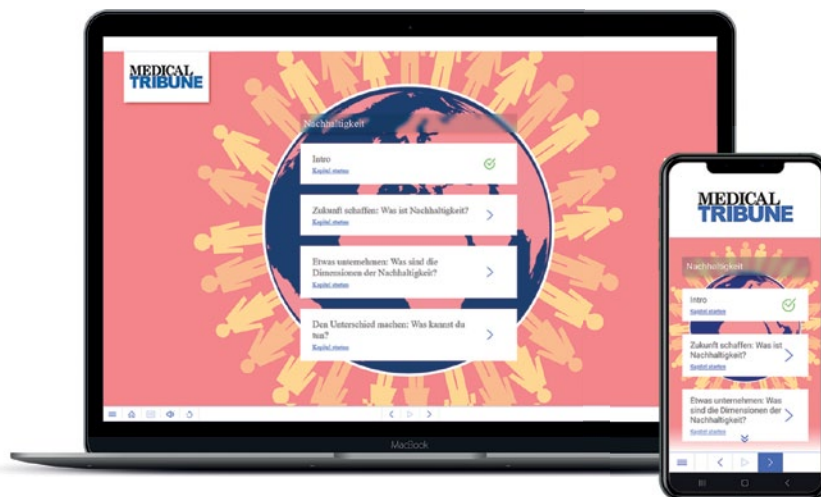 MEDICAL
TRIBUNE
Nachhaltigkeit
Intro
Kapitel starten
Zukunft schaffen: Was ist Nachhaltigkeit?
Kapitel starten
Etwas unternehmen: Was sind die
Dimensionen der Nachhaltigkeit?
Kapitel starten
Den Unterschied machen: Was kannst du
tun?
Kapitel starten
MacBook
MEDICAL
TRIBUNE
Nachhaltigkeit
Intro
Kapitel starten
Zukunft schaffen: Was ist
Nachhaltigkeit?
Kapitel starten
Etwas unternehmen: Was
sind die Dimensionen der
Nachhaltigkeit?
Kapitel starten